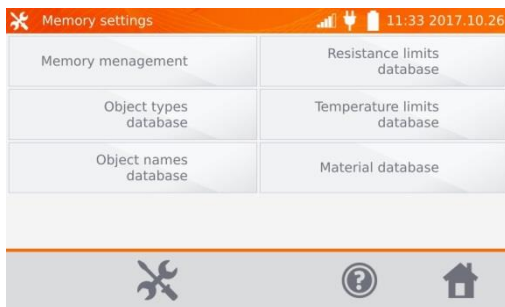 Memory settings
11:33 2017.10.26
Memory menagement
Resistance limits
database
Object types
database
Temperature limits
database
Object names
database
Material database
?